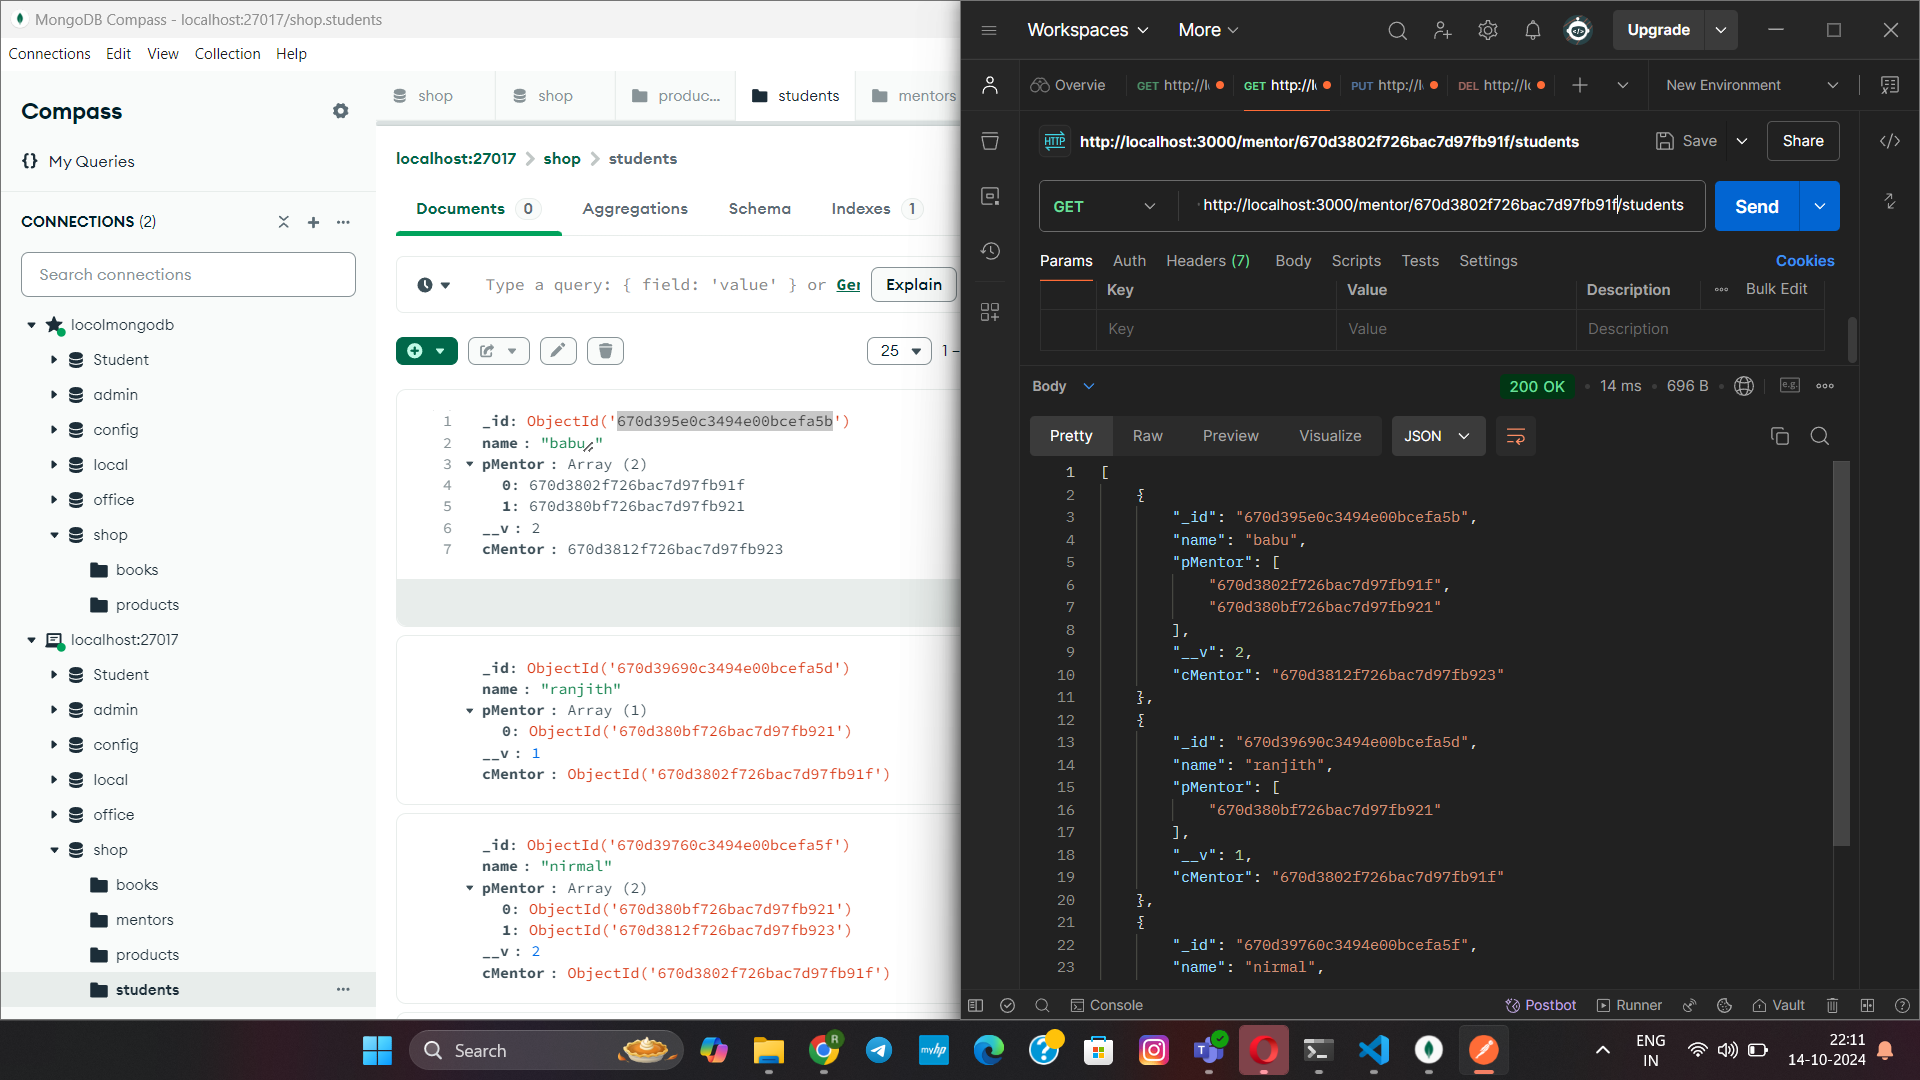 MongoDB Compass - localhost:27017/shop.students
Connections Edit View Collection Help
Compass
My Queries
CONNECTIONS (2)
Search connections
locolmongodb
Student
admin
config
local
office
shop
books
products
localhost:27017
Student
admin
config
local
office
shop
books
mentors
products
students
shop shop produc... students mentors
localhost:27017 > shop > students
Documents 0 Aggregations Schema Indexes 1
Type a query: { field: 'value' } or Ger Explain
25 1 –
1 _id: ObjectId('670d395e0c3494e00bcefa5b')
2 name : "babu "
3 pMentor : Array (2)
4 0: 670d3802f726bac7d97fb91f
5 1: 670d380bf726bac7d97fb921
6 __v : 2
7 cMentor : 670d3812f726bac7d97fb923
_id: ObjectId('670d39690c3494e00bcefa5d')
name : "ranjith"
pMentor : Array (1)
0: ObjectId('670d380bf726bac7d97fb921')
__v : 1
cMentor : ObjectId('670d3802f726bac7d97fb91f')
_id: ObjectId('670d39760c3494e00bcefa5f')
name : "nirmal"
pMentor : Array (2)
0: ObjectId('670d380bf726bac7d97fb921')
1: ObjectId('670d3812f726bac7d97fb923')
__v : 2
cMentor : ObjectId('670d3802f726bac7d97fb91f')
Workspaces More Upgrade
Overvie GET http://l GET http://l PUT http://l DEL http://lo New Environment
HTTP http://localhost:3000/mentor/670d3802f726bac7d97fb91f/students Save Share
GET http://localhost:3000/mentor/670d3802f726bac7d97fb91f/students Send
Params Auth Headers (7) Body Scripts Tests Settings Cookies
Key Value Description Bulk Edit
Key Value Description
Body 200 OK 14 ms 696 B e.g.
Pretty Raw Preview Visualize JSON
1 [
2 {
3 "_id": "670d395e0c3494e00bcefa5b",
4 "name": "babu",
5 "pMentor": [
6 "670d3802f726bac7d97fb91f",
7 "670d380bf726bac7d97fb921"
8 ],
9 "__v": 2,
10 "cMentor": "670d3812f726bac7d97fb923"
11 },
12 {
13 "_id": "670d39690c3494e00bcefa5d",
14 "name": "ranjith",
15 "pMentor": [
16 "670d380bf726bac7d97fb921"
17 ],
18 "__v": 1,
19 "cMentor": "670d3802f726bac7d97fb91f"
20 },
21 {
22 "_id": "670d39760c3494e00bcefa5f",
23 "name": "nirmal",
Console Postbot Runner Vault
Search
myhp
R
ENG
IN
22:11
14-10-2024